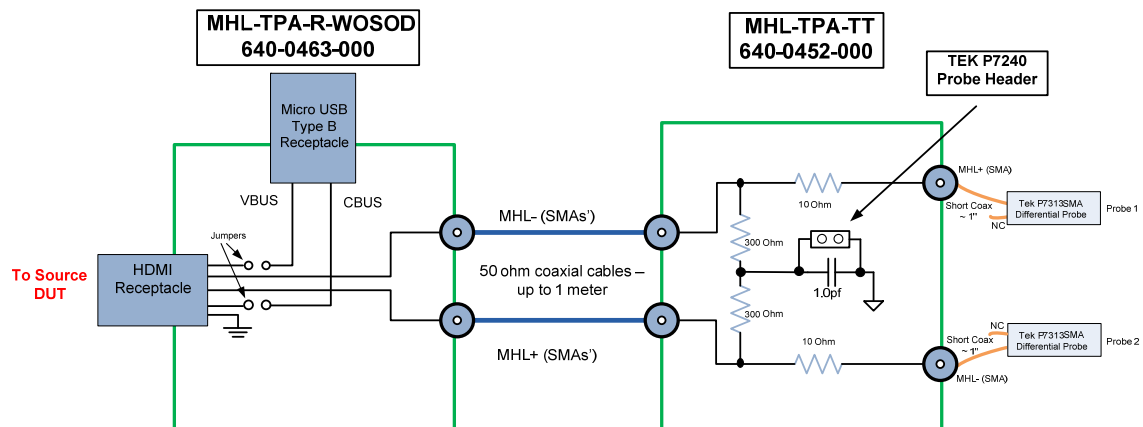 MHL-TPA-R-WOSOD
640-0463-000
MHL-TPA-TT
640-0452-000
TEK P7240
Probe Header
Micro USB
Type B
Receptacle
VBUS
CBUS
Jumpers
To Source
DUT
HDMI
Receptacle
MHL- (SMAs')
50 ohm coaxial cables –
up to 1 meter
MHL+ (SMAs')
10 Ohm
300 Ohm
1.0pf
300 Ohm
10 Ohm
MHL+ (SMA)
Short Coax
~ 1"
NC
Tek P7313SMA
Differential Probe
Probe 1
NC
Short Coax
~ 1"
Tek P7313SMA
Differential Probe
Probe 2
MHL- (SMA)